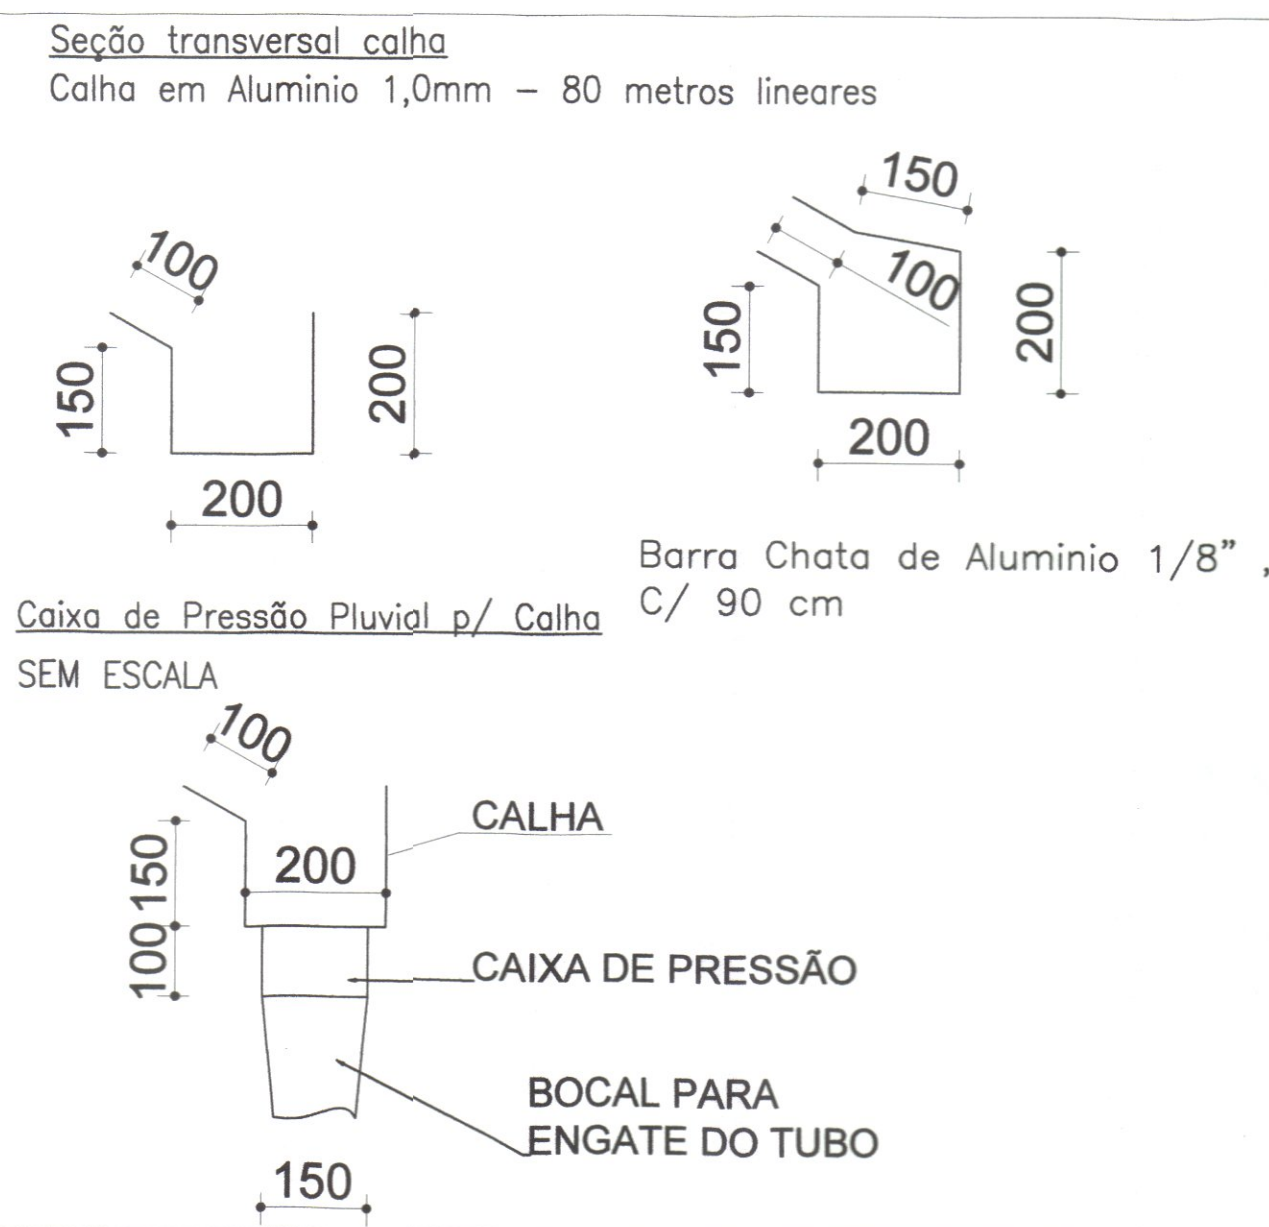 Seção transversal calha
Calha em Aluminio 1,0mm – 80 metros lineares
150
100
100
150
200
200
150
200
200
Barra Chata de Aluminio 1/8” ,
C/ 90 cm
Caixa de Pressão Pluvial p/ Calha
SEM ESCALA
100
CALHA
150
200
100
CAIXA DE PRESSÃO
BOCAL PARA
ENGATE DO TUBO
150